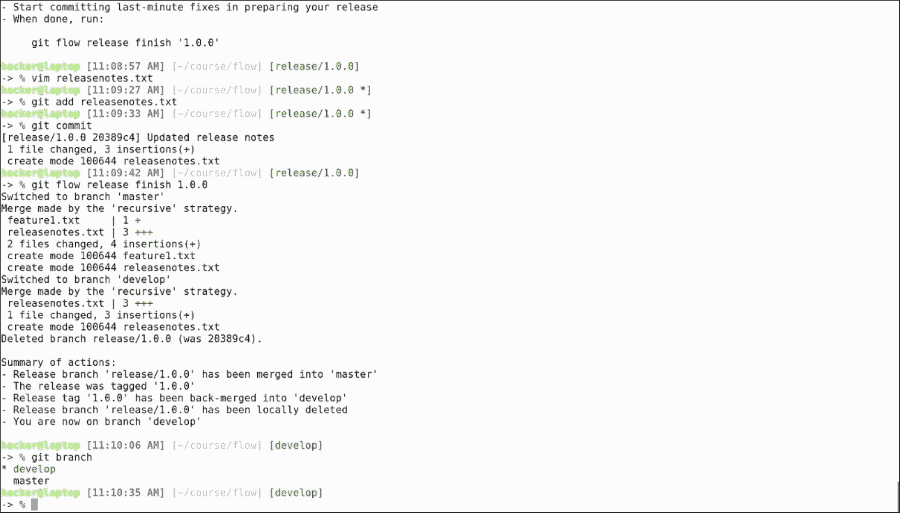 - Start committing last-minute fixes in preparing your release
- When done, run:
git flow release finish '1.0.0'
hacker@laptop [11:08:57 AM] [~/course/flow] [release/1.0.0]
-> % vim releasenotes.txt
hacker@laptop [11:09:27 AM] [~/course/flow] [release/1.0.0 *]
-> % git add releasenotes.txt
hacker@laptop [11:09:33 AM] [~/course/flow] [release/1.0.0 *]
-> % git commit
[release/1.0.0 20389c4] Updated release notes
1 file changed, 3 insertions(+)
create mode 100644 releasenotes.txt
hacker@laptop [11:09:42 AM] [~/course/flow] [release/1.0.0]
-> % git flow release finish 1.0.0
Switched to branch 'master'
Merge made by the 'recursive' strategy.
feature1.txt | 1 +
releasenotes.txt | 3 +++
2 files changed, 4 insertions(+)
create mode 100644 feature1.txt
create mode 100644 releasenotes.txt
Switched to branch 'develop'
Merge made by the 'recursive' strategy.
releasenotes.txt | 3 +++
1 file changed, 3 insertions(+)
create mode 100644 releasenotes.txt
Deleted branch release/1.0.0 (was 20389c4).
Summary of actions:
- Release branch 'release/1.0.0' has been merged into 'master'
- The release was tagged '1.0.0'
- Release tag '1.0.0' has been back-merged into 'develop'
- Release branch 'release/1.0.0' has been locally deleted
- You are now on branch 'develop'
hacker@laptop [11:10:06 AM] [~/course/flow] [develop]
-> % git branch
* develop
master
hacker@laptop [11:10:35 AM] [~/course/flow] [develop]
-> %